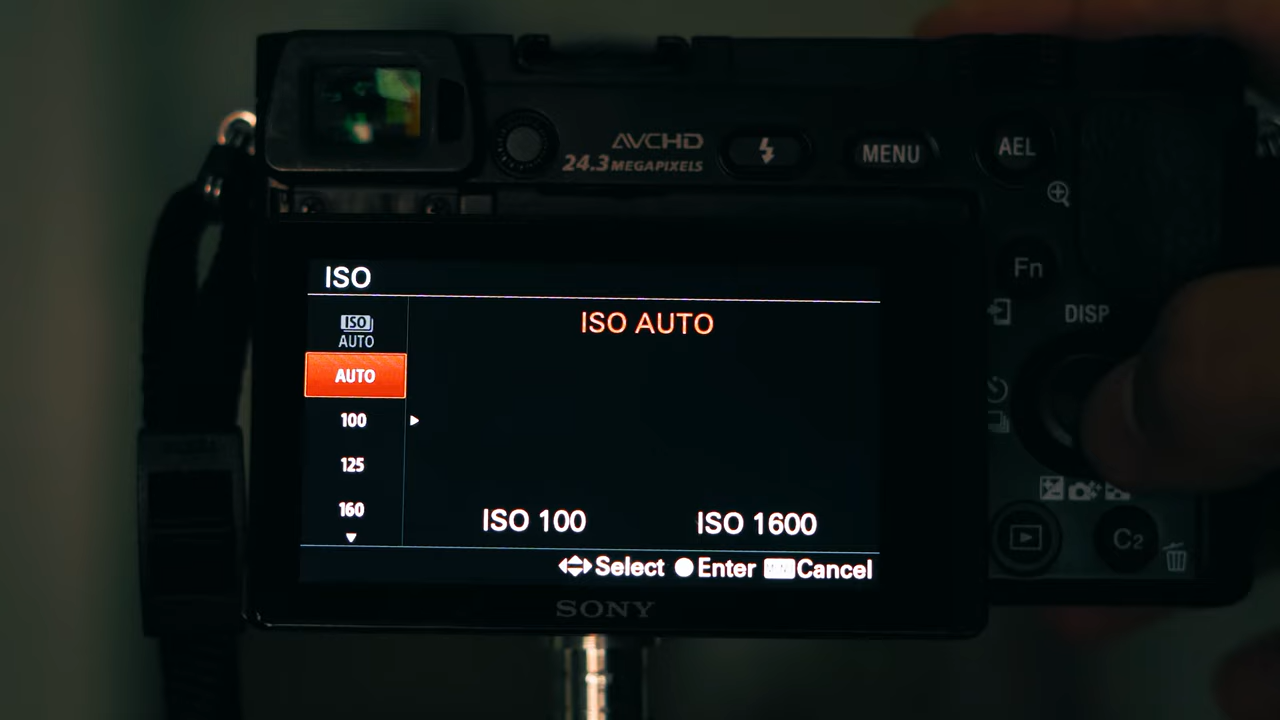 AVCHD
24.3 MEGAPIXELS
MENU
AEL
Fn
DISP
ISO
ISO
AUTO
ISO AUTO
AUTO
100
125
160
ISO 100 ISO 1600
Select Enter Cancel
C2
SONY